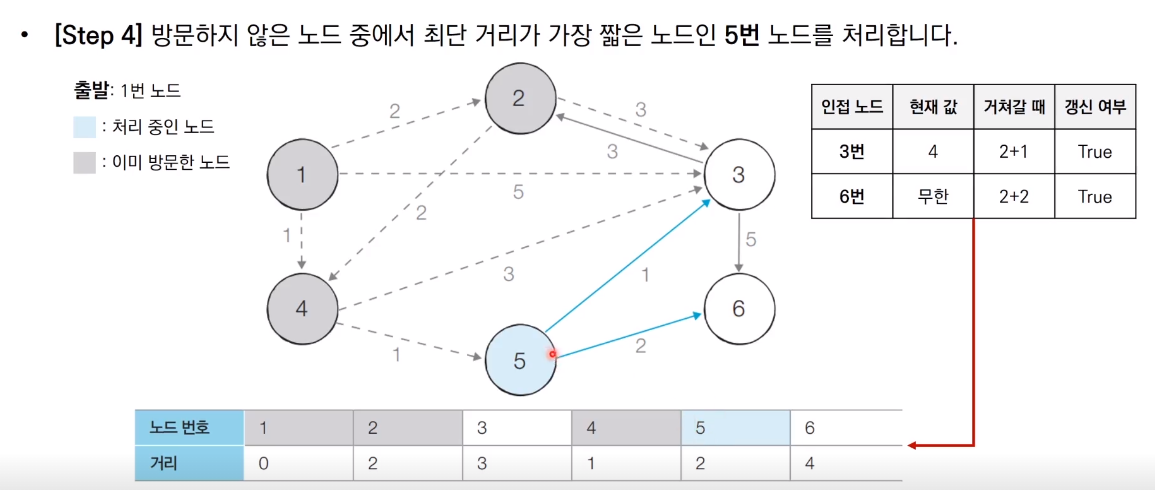 • [Step 4] 방문하지 않은 노드 중에서 최단 거리가 가장 짧은 노드인 5번 노드를 처리합니다.
출발: 1번 노드
: 처리 중인 노드
: 이미 방문한 노드
2
2
3
3
1
5
3
2
1
5
4
3
1
6
1
5
2
인접 노드 현재 값 거쳐갈 때 갱신 여부
3번 4 2+1 True
6번 무한 2+2 True
노드 번호 1 2 3 4 5 6
거리 0 2 3 1 2 4